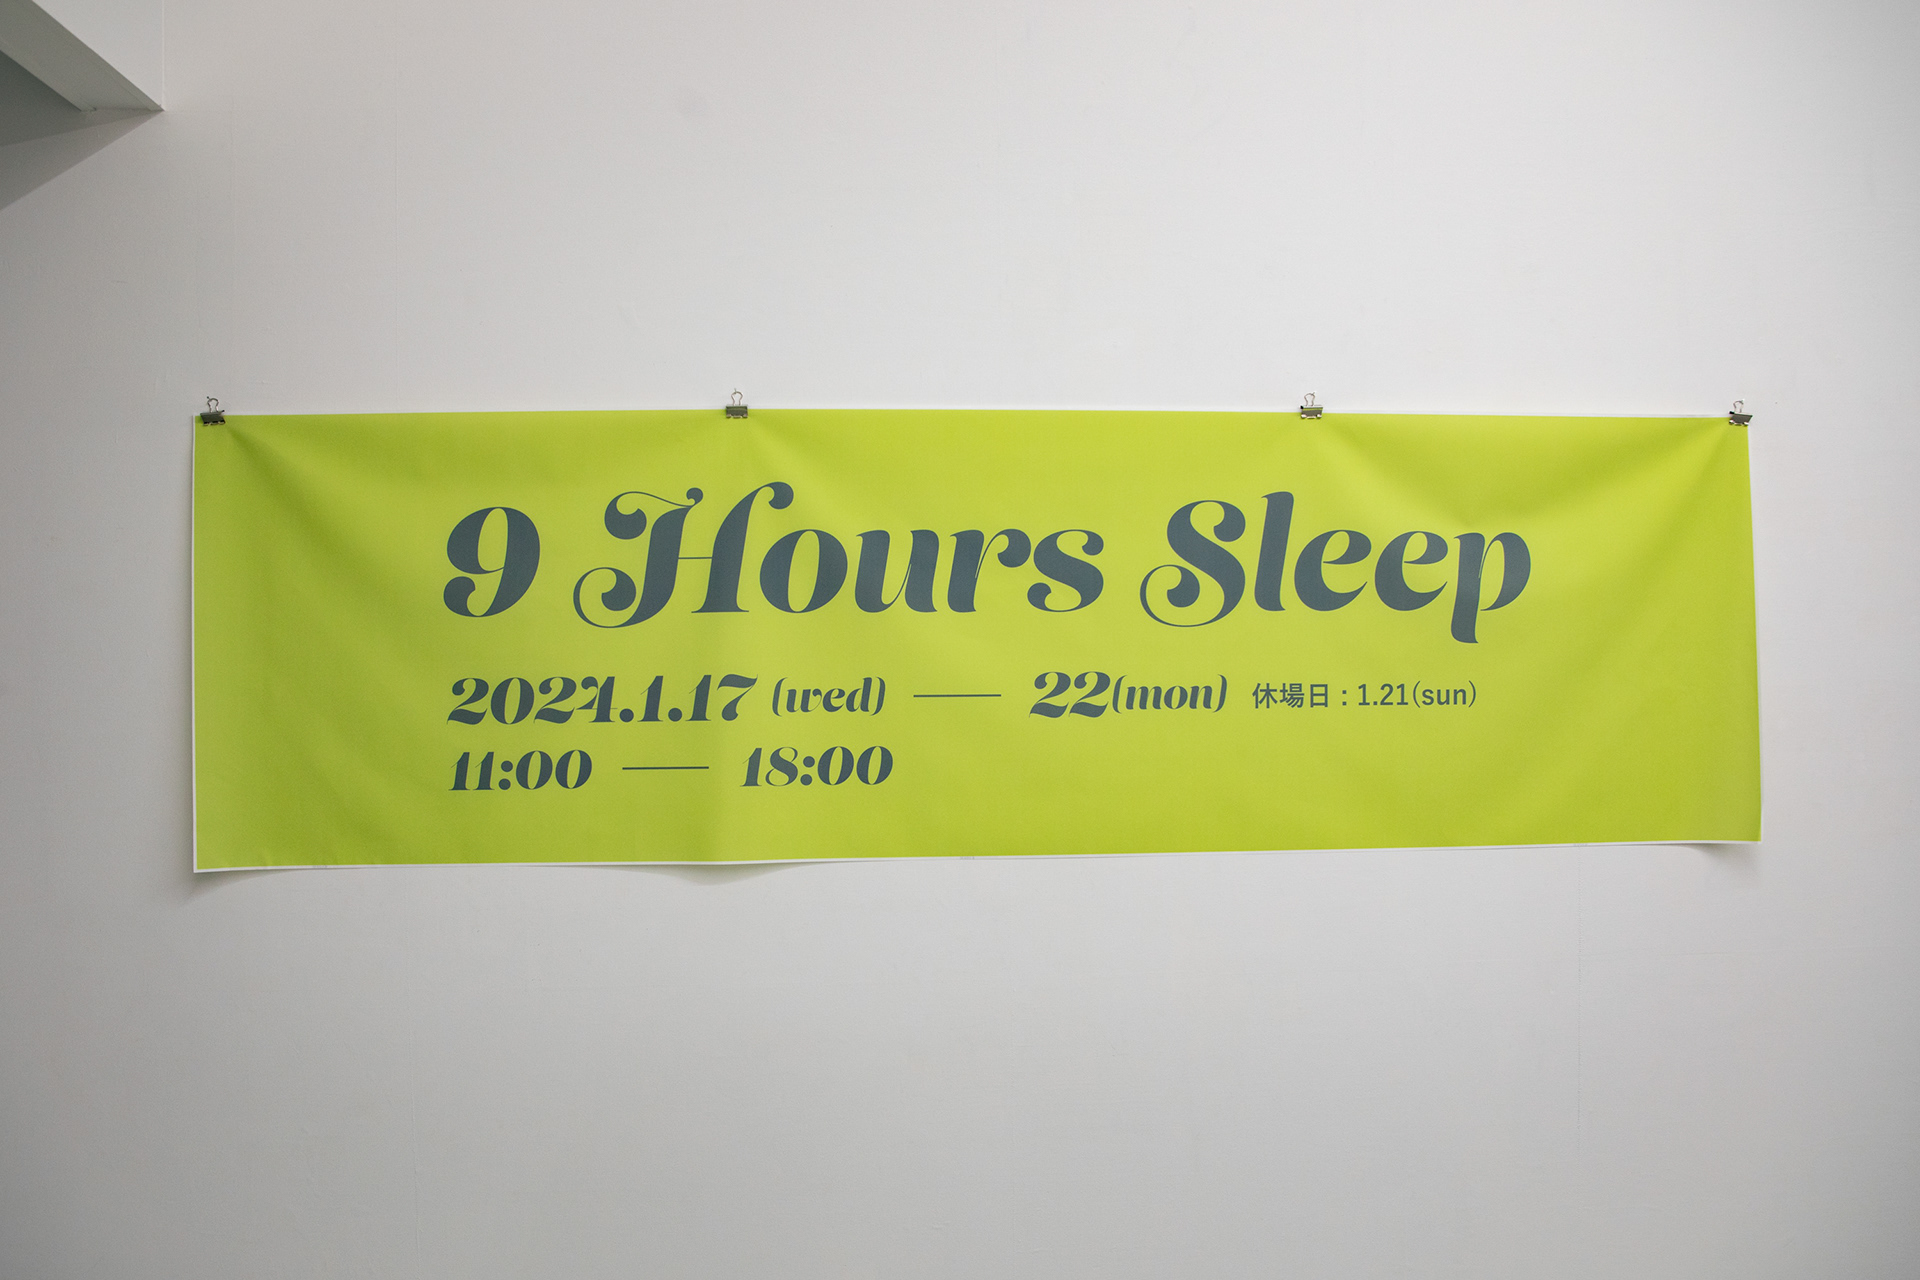 9 Hours Sleep
2024.1.17 (wed) — 22(mon) 休場日 : 1.21(sun)
11:00 — 18:00